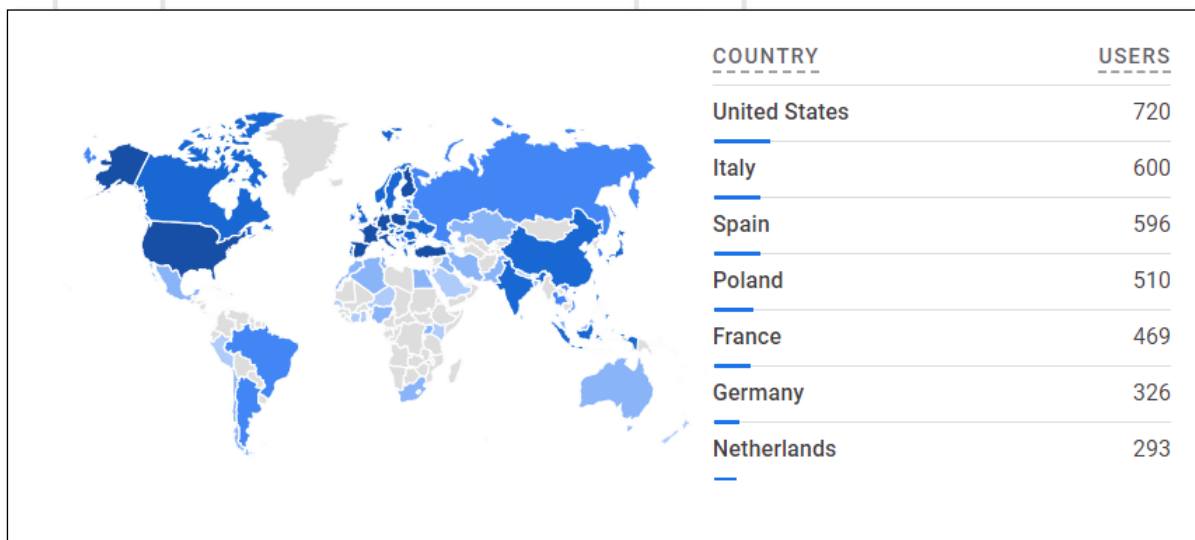 COUNTRY USERS
United States 720
Italy 600
Spain 596
Poland 510
France 469
Germany 326
Netherlands 293